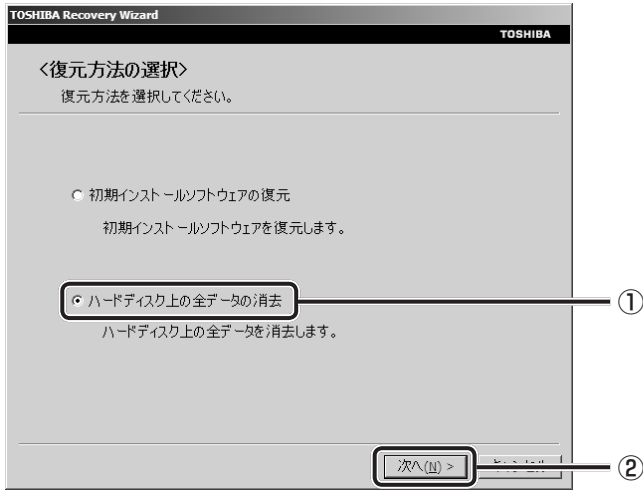 TOSHIBA Recovery Wizard
TOSHIBA
<復元方法の選択>
復元方法を選択してください。
初期インストールソフトウェアの復元
初期インストールソフトウェアを復元します。
ハードディスク上の全データの消去
①
ハードディスク上の全データを消去します。
次へ(N) >
②